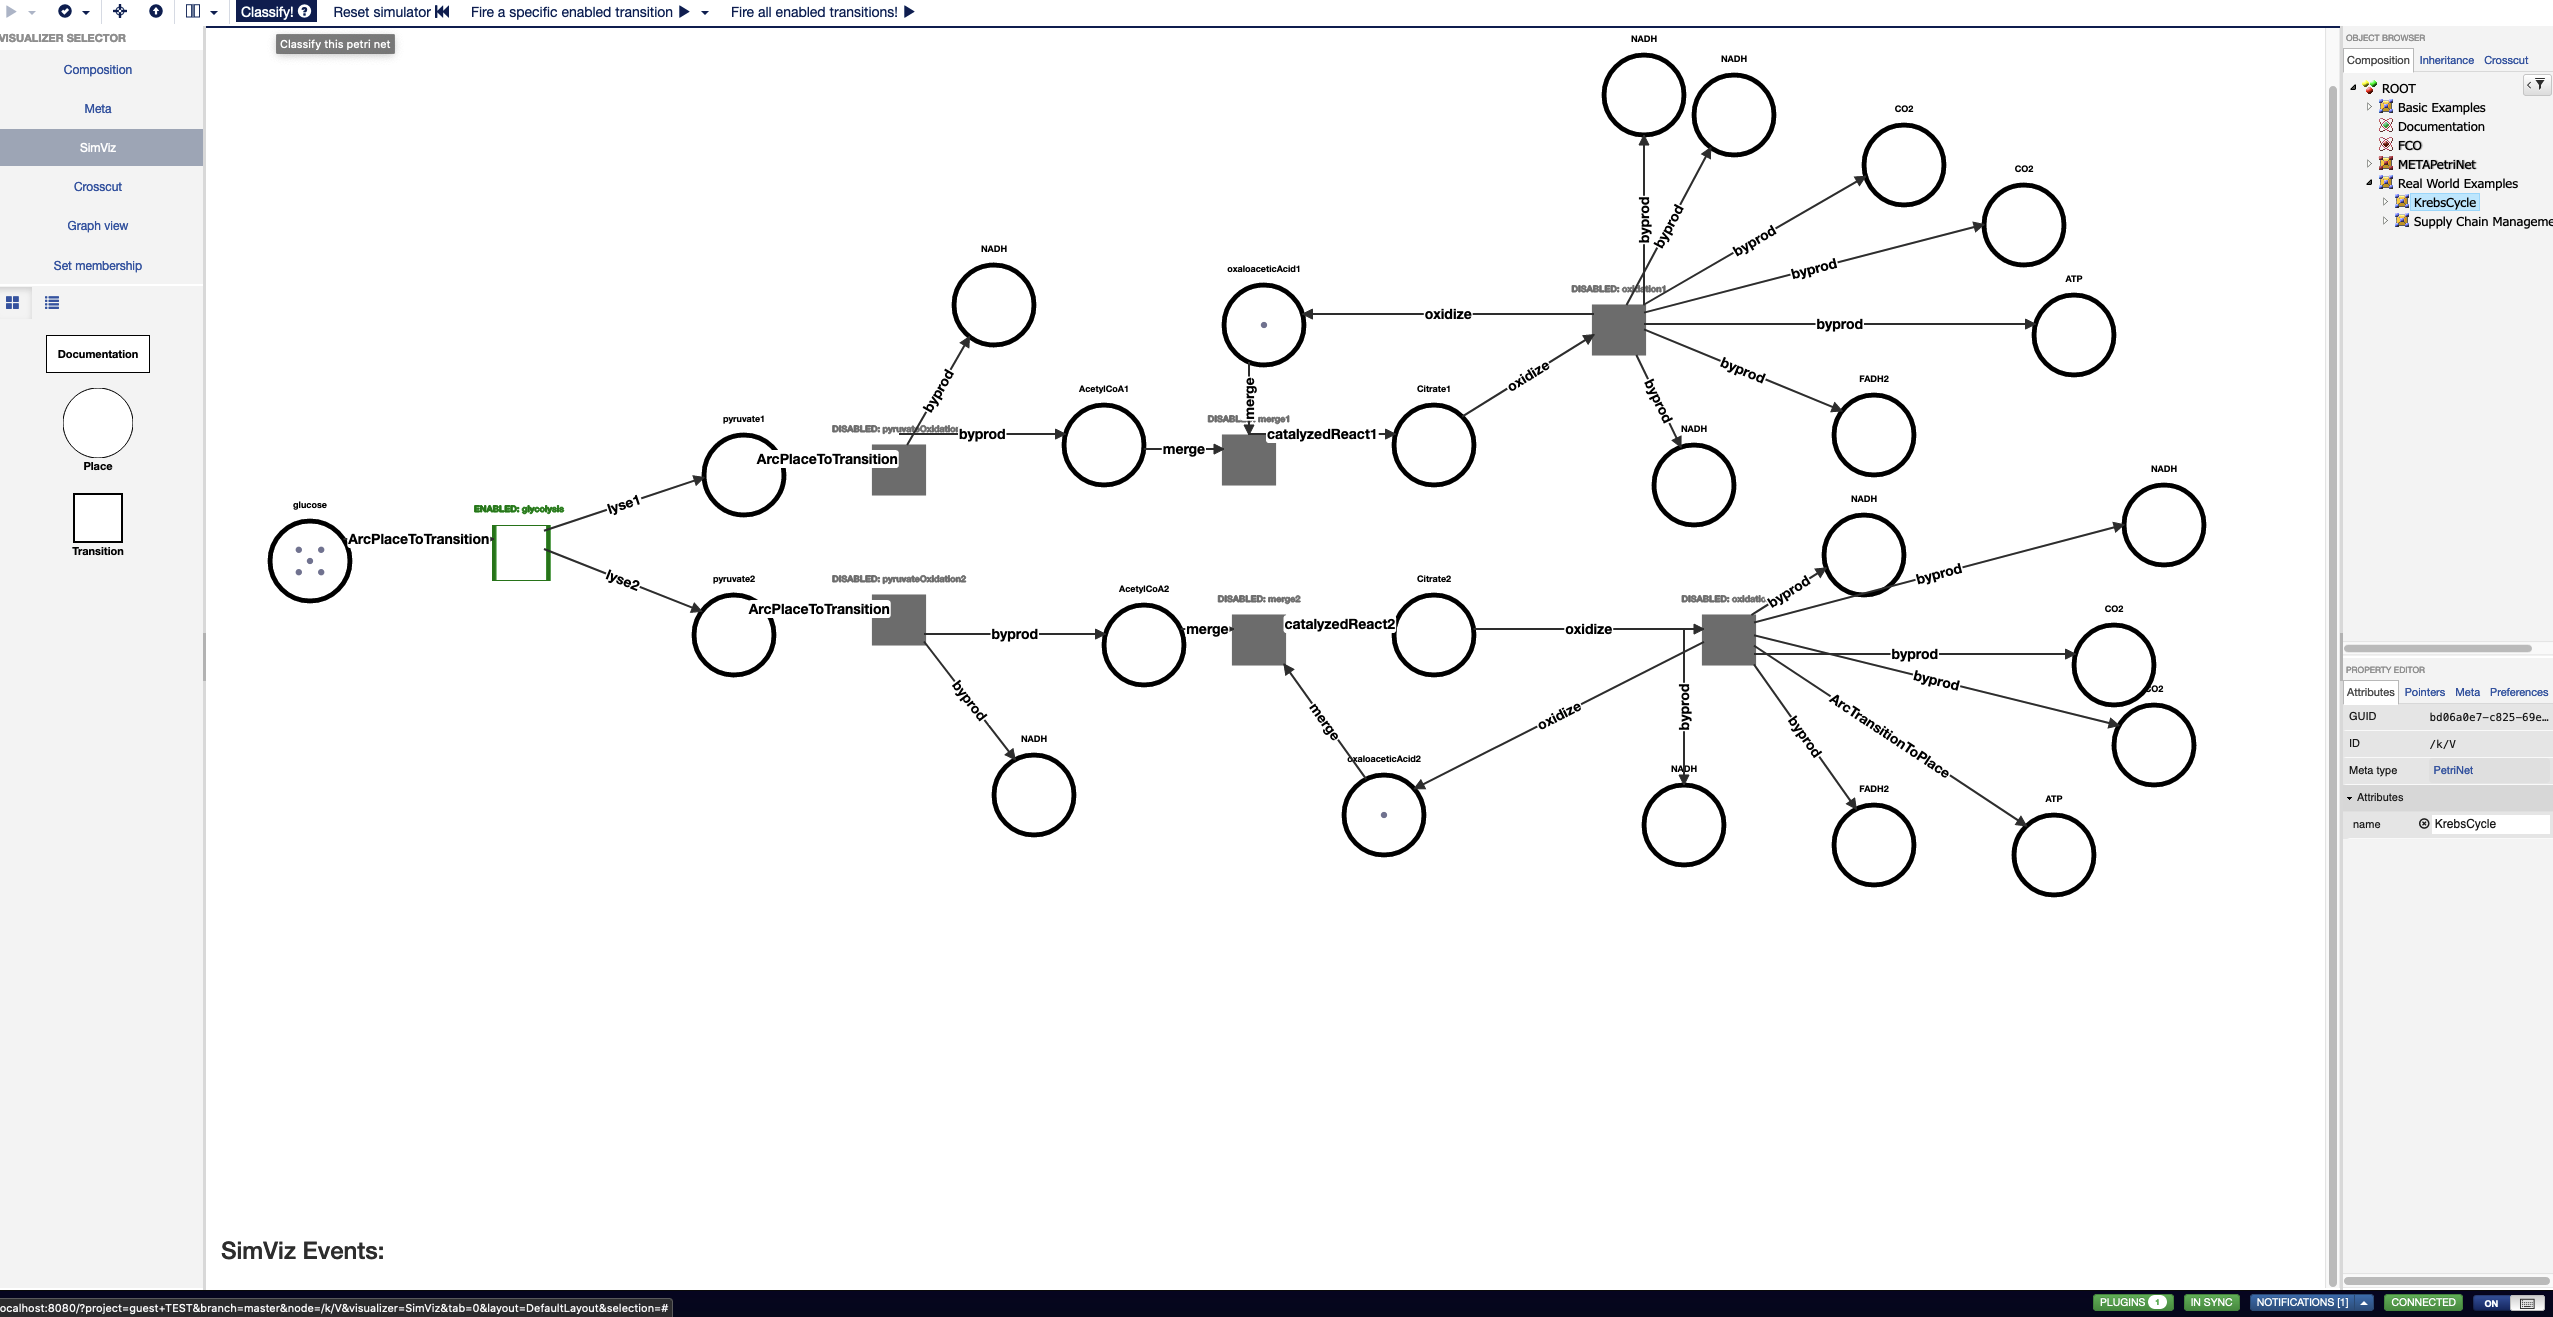 Classify!
Reset simulator
Fire a specific enabled transition
Fire all enabled transitions!
Classify this petri net
VISUALIZER SELECTOR
Composition
Meta
SimViz
Crosscut
Graph view
Set membership
Documentation
Place
Transition
NADH
NADH
CO2
CO2
ATP
byprod
byprod
byprod
byprod
byprod
NADH
oxaloaceticAcid1
DISABLED: oxidation1
oxidize
byprod
byprod
FADH2
NADH
byprod
pyruvate1
DISABLED: pyruvateOxidation
byprod
AcetylCoA1
merge
merge
DISABL... merge1
catalyzedReact1
Citrate1
oxidize
ArcPlaceToTransition
glucose
ArcPlaceToTransition
ENABLED: glycolysis
lyse1
lyse2
pyruvate2
ArcPlaceToTransition
DISABLED: pyruvateOxidation2
byprod
byprod
NADH
AcetylCoA2
merge
DISABLED: merge2
catalyzedReact2
Citrate2
oxidize
DISABLED: oxidatio
byprod
NADH
byprod
NADH
byprod
CO2
byprod
CO2
oxidize
merge
oxaloaceticAcid2
byprod
NADH
byprod
FADH2
ArcTransitionToPlace
ATP
SimViz Events:
OBJECT BROWSER
Composition
Inheritance
Crosscut
ROOT
Basic Examples
Documentation
FCO
METAPetriNet
Real World Examples
KrebsCycle
Supply Chain Manageme
PROPERTY EDITOR
Attributes
Pointers
Meta
Preferences
GUID bd06a0e7-c825-69e...
ID /k/V
Meta type PetriNet
Attributes
name KrebsCycle
ocalhost:8080/?project=guest+TEST&branch=master&node=/k/V&visualizer=SimViz&tab=0&layout=DefaultLayout&selection=#
PLUGINS 1
IN SYNC
NOTIFICATIONS [1]
CONNECTED
ON